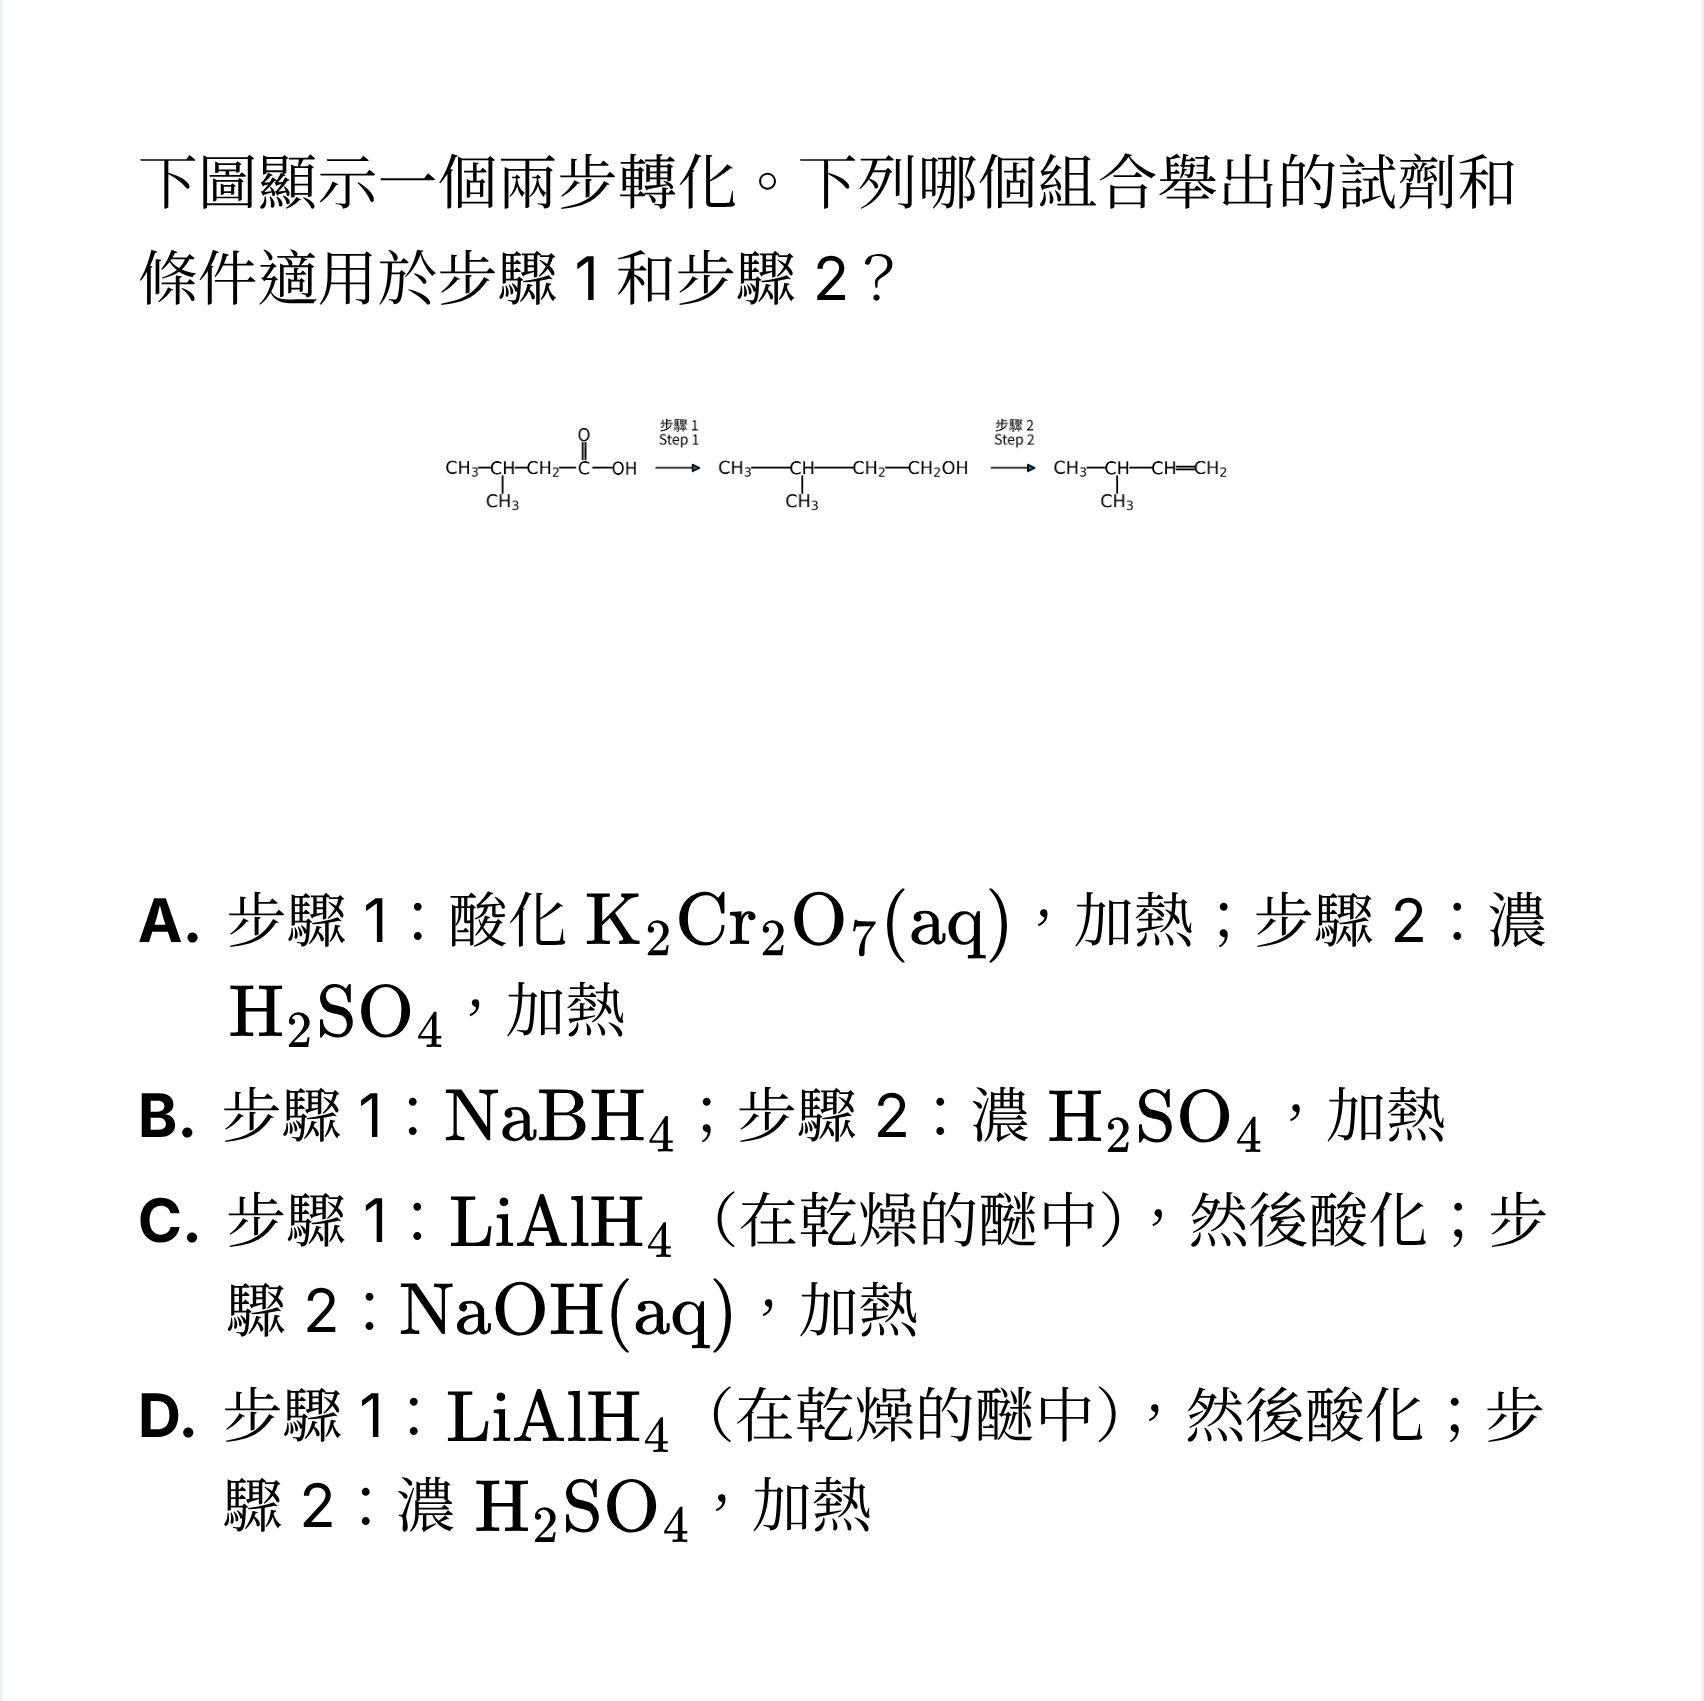 下圖顯示一個兩步轉化。下列哪個組合舉出的試劑和
條件適用於步驟 1 和步驟 2？
步驟 1
Step 1
步驟 2
Step 2
O
CH₃—CH—CH₂—C—OH
CH₃
CH₃—CH—CH₂—CH₂OH
CH₃
CH₃—CH—CH=CH₂
CH₃
A. 步驟 1：酸化 K₂Cr₂O₇(aq)，加熱；步驟 2：濃
H₂SO₄，加熱
B. 步驟 1：NaBH₄；步驟 2：濃 H₂SO₄，加熱
C. 步驟 1：LiAlH₄（在乾燥的醚中），然後酸化；步
驟 2：NaOH(aq)，加熱
D. 步驟 1：LiAlH₄（在乾燥的醚中），然後酸化；步
驟 2：濃 H₂SO₄，加熱